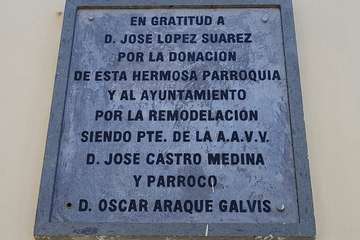 EN GRATITUD A
D. JOSE LOPEZ SUAREZ
POR LA DONACION
DE ESTA HERMOSA PARROQUIA
Y AL AYUNTAMIENTO
POR LA REMODELACION
SIENDO PTE. DE LA A.A.V.V.
D. JOSE CASTRO MEDINA
Y PARROCO
D. OSCAR ARAQUE GALVIS